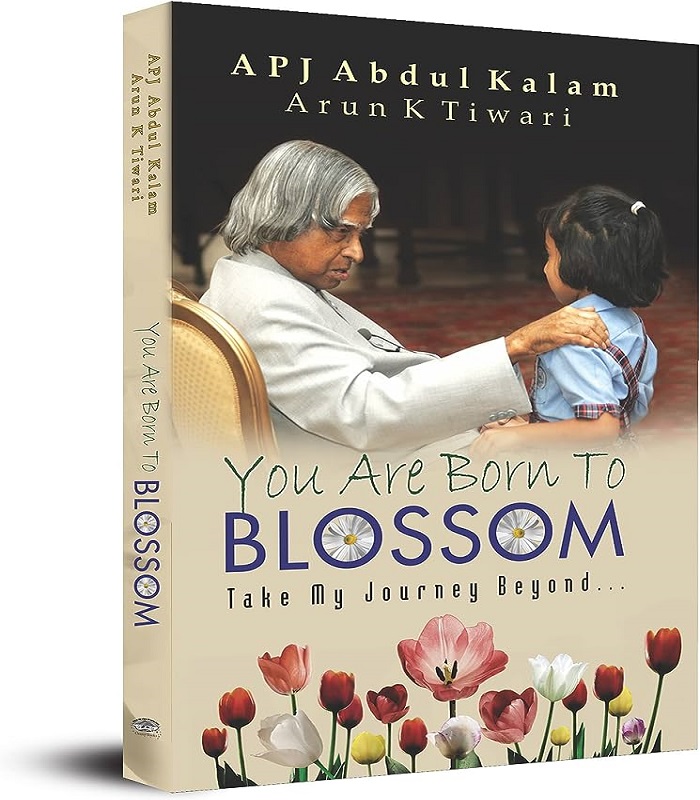 APJ Abdul Kalam
Arun K Tiwari
You Are Born To
BLOSSOM
Take My Journey Beyond...
APJ Abdul Kalam
Arun K Tiwari
You Are Born To
BLOSSOM